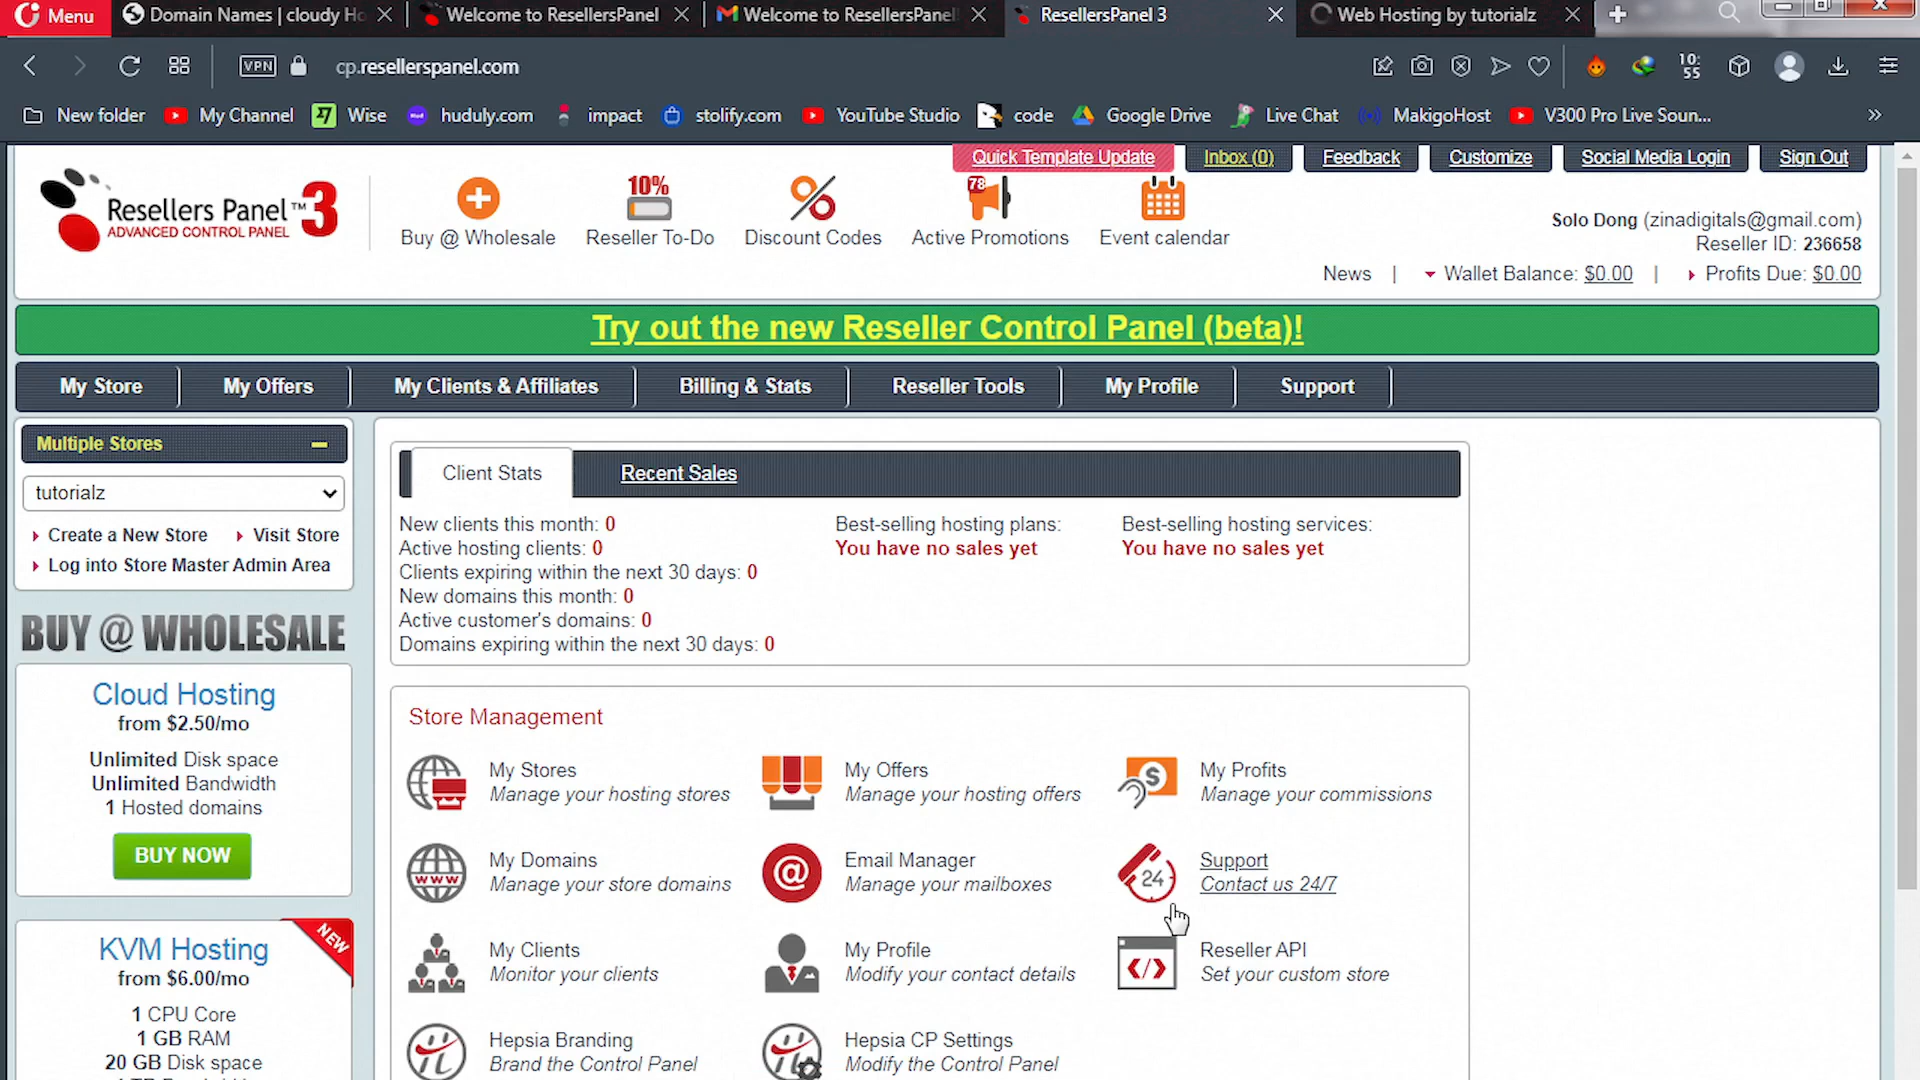 Menu
Domain Names | cloudy Ho
Welcome to ResellersPanel
Welcome to ResellersPanel
ResellersPanel 3
Web Hosting by tutorialz
VPN
cp.resellerspanel.com
10:
55
New folder
My Channel
Wise
huduly.com
impact
stolify.com
YouTube Studio
code
Google Drive
Live Chat
MakigoHost
V300 Pro Live Soun...
Quick Template Update
Inbox (0)
Feedback
Customize
Social Media Login
Sign Out
Resellers Panel™3
ADVANCED CONTROL PANEL
10%
78
Buy @ Wholesale
Reseller To-Do
Discount Codes
Active Promotions
Event calendar
Solo Dong (zinadigitals@gmail.com)
Reseller ID: 236658
News | Wallet Balance: $0.00 | Profits Due: $0.00
Try out the new Reseller Control Panel (beta)!
My Store
My Offers
My Clients & Affiliates
Billing & Stats
Reseller Tools
My Profile
Support
Multiple Stores
tutorialz
Create a New Store
Visit Store
Log into Store Master Admin Area
BUY @ WHOLESALE
Cloud Hosting
from $2.50/mo
Unlimited Disk space
Unlimited Bandwidth
1 Hosted domains
BUY NOW
NEW
KVM Hosting
from $6.00/mo
1 CPU Core
1 GB RAM
20 GB Disk space
Client Stats
Recent Sales
New clients this month: 0
Active hosting clients: 0
Clients expiring within the next 30 days: 0
New domains this month: 0
Active customer's domains: 0
Domains expiring within the next 30 days: 0
Best-selling hosting plans:
You have no sales yet
Best-selling hosting services:
You have no sales yet
Store Management
My Stores
Manage your hosting stores
My Offers
Manage your hosting offers
$
My Profits
Manage your commissions
www
My Domains
Manage your store domains
@
Email Manager
Manage your mailboxes
24
Support
Contact us 24/7
My Clients
Monitor your clients
My Profile
Modify your contact details
</>
Reseller API
Set your custom store
Hepsia Branding
Brand the Control Panel
Hepsia CP Settings
Modify the Control Panel